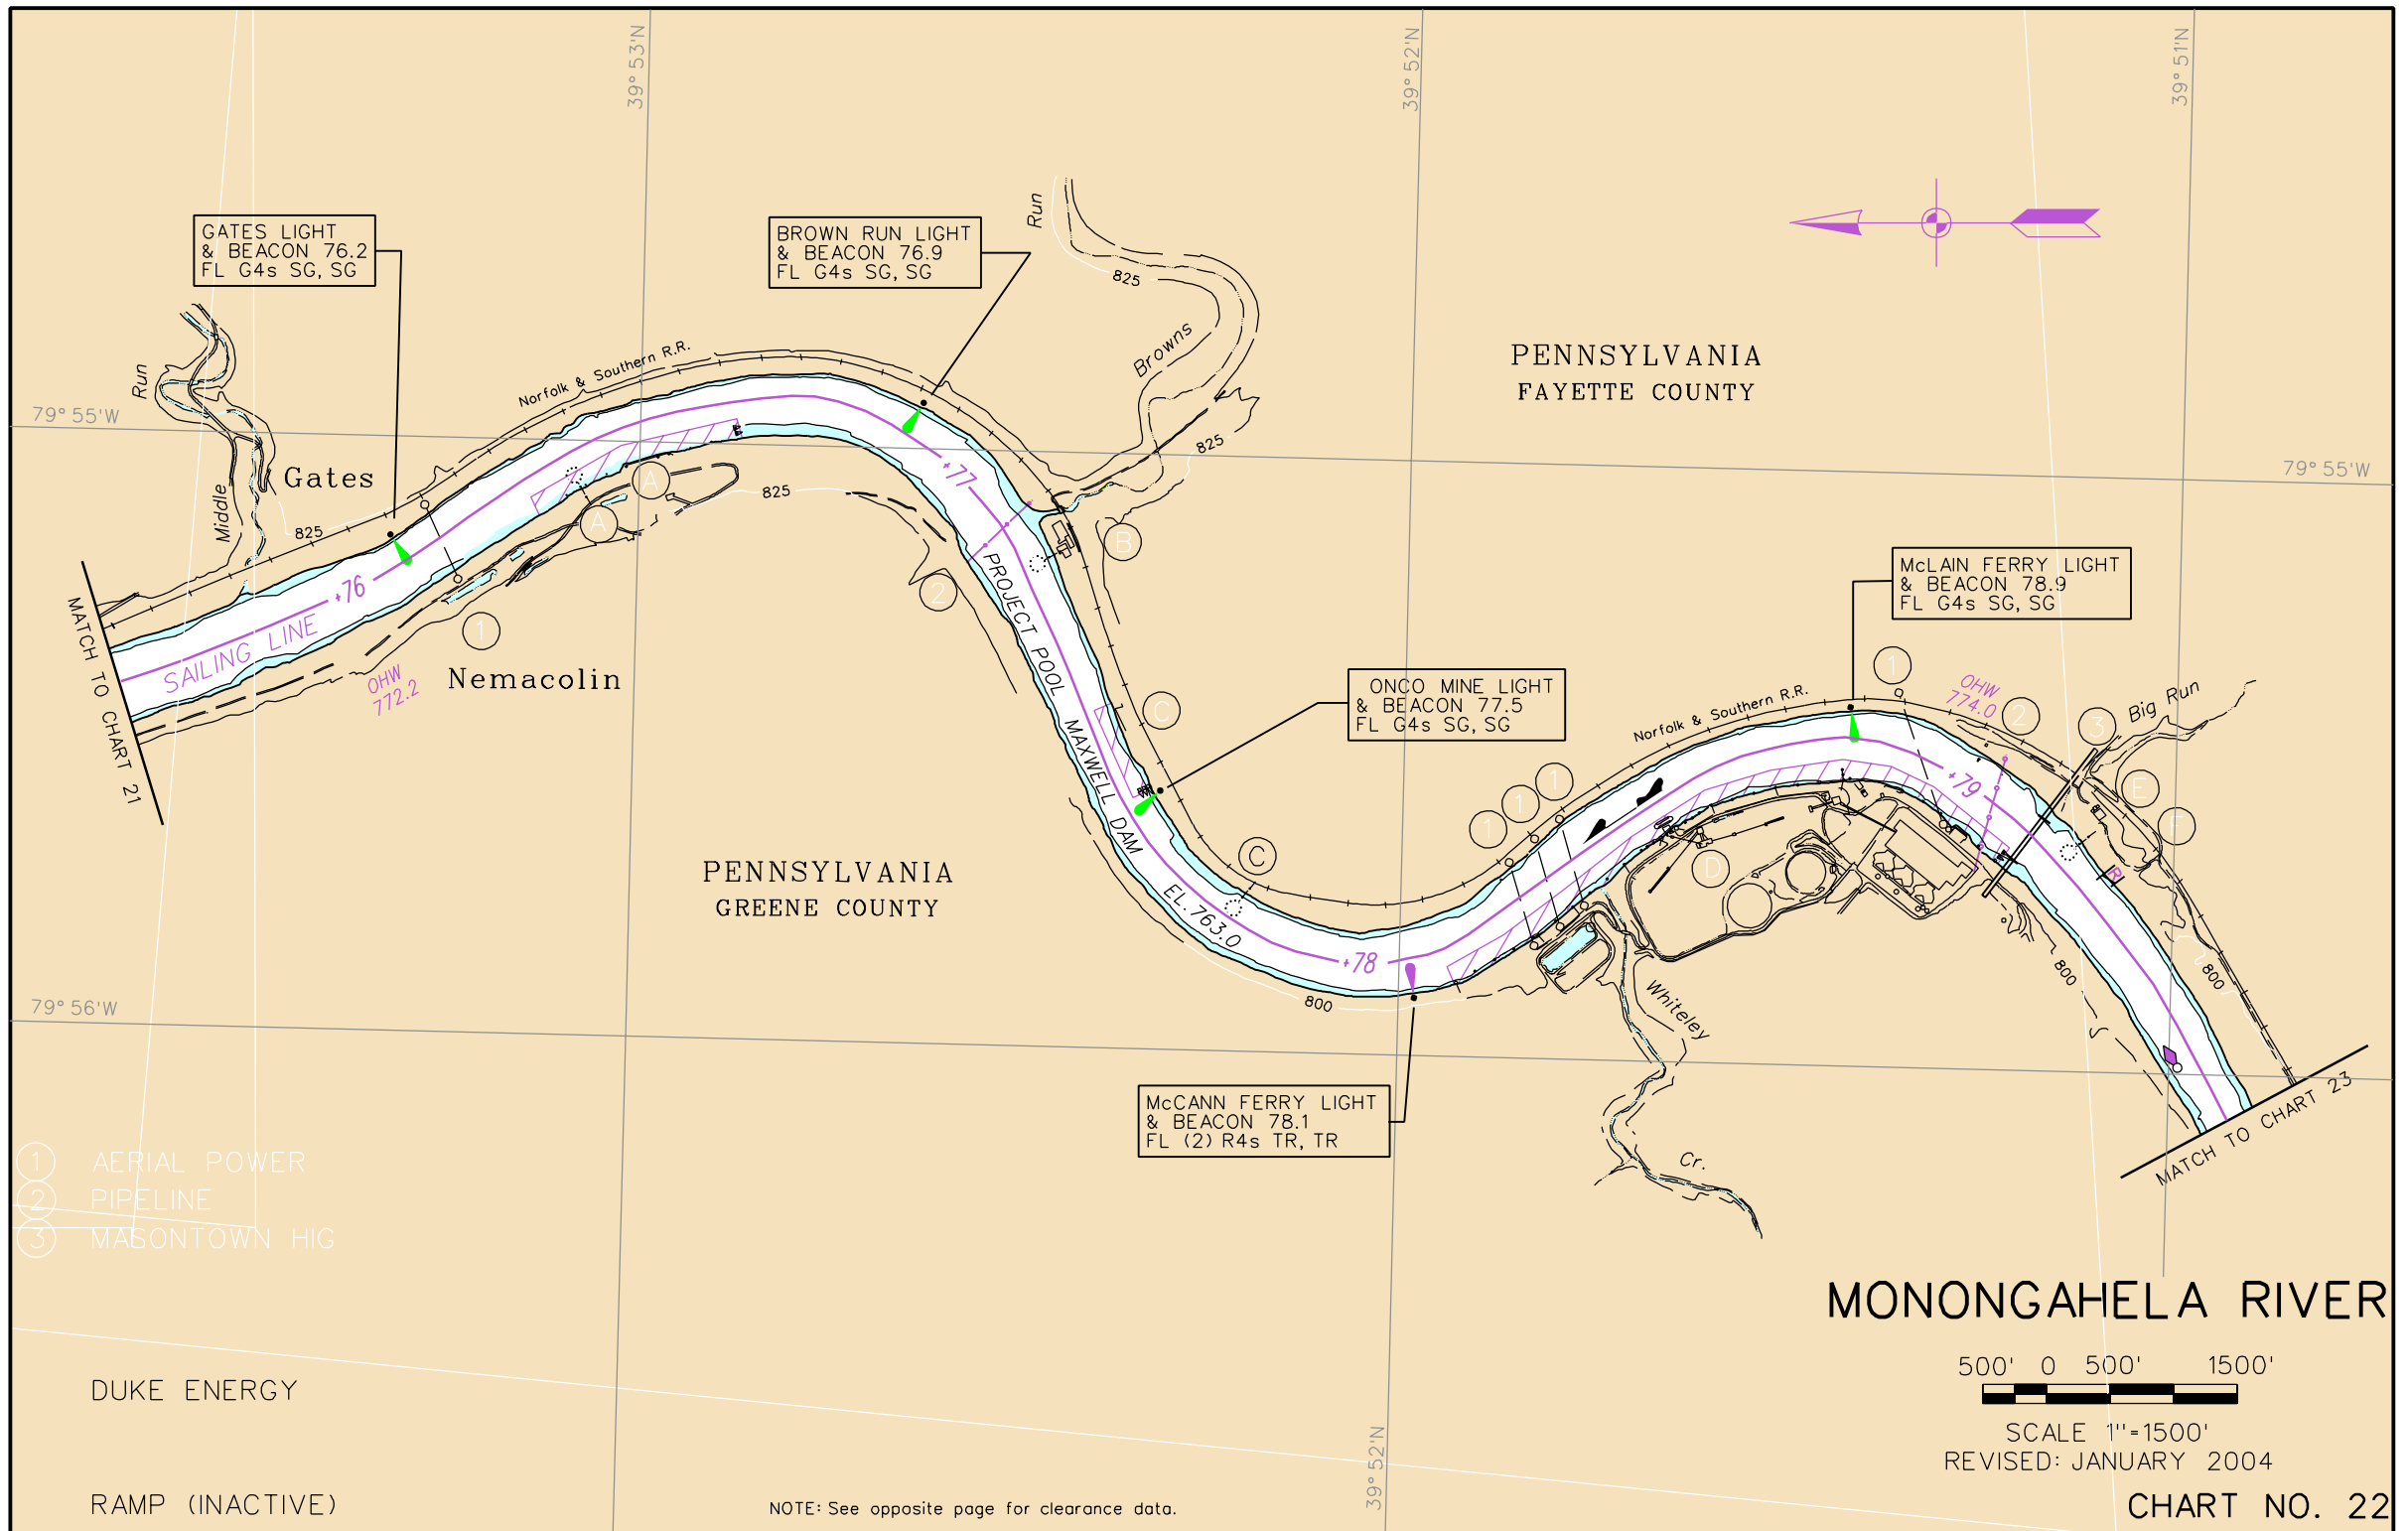 39° 53'N
39° 52'N
39° 51'N
GATES LIGHT
& BEACON 76.2
FL G4s SG, SG
BROWN RUN LIGHT
& BEACON 76.9
FL G4s SG, SG
Run
825
Browns
PENNSYLVANIA
FAYETTE COUNTY
Run
Norfolk & Southern R.R.
79° 55'W
79° 55'W
Gates
Middle
825
825
825
A
A
B
+77
+76
SAILING LINE
1
2
MATCH TO CHART 21
OHW
772.2
Nemacolin
PROJECT POOL MAXWELL DAM EL. 763.0
C
C
McLAIN FERRY LIGHT
& BEACON 78.9
FL G4s SG, SG
ONCO MINE LIGHT
& BEACON 77.5
FL G4s SG, SG
Norfolk & Southern R.R.
1
OHW
774.0
2
3
Big Run
1
1
1
+79
E
F
D
R
PENNSYLVANIA
GREENE COUNTY
+78
800
800
800
Whiteley
Cr.
79° 56'W
McCANN FERRY LIGHT
& BEACON 78.1
FL (2) R4s TR, TR
MATCH TO CHART 23
1 AERIAL POWER
2 PIPELINE
3 MASONTOWN HIG
MONONGAHELA RIVER
500' 0 500' 1500'
SCALE 1"=1500'
REVISED: JANUARY 2004
DUKE ENERGY
39° 52'N
RAMP (INACTIVE)
NOTE: See opposite page for clearance data.
CHART NO. 22